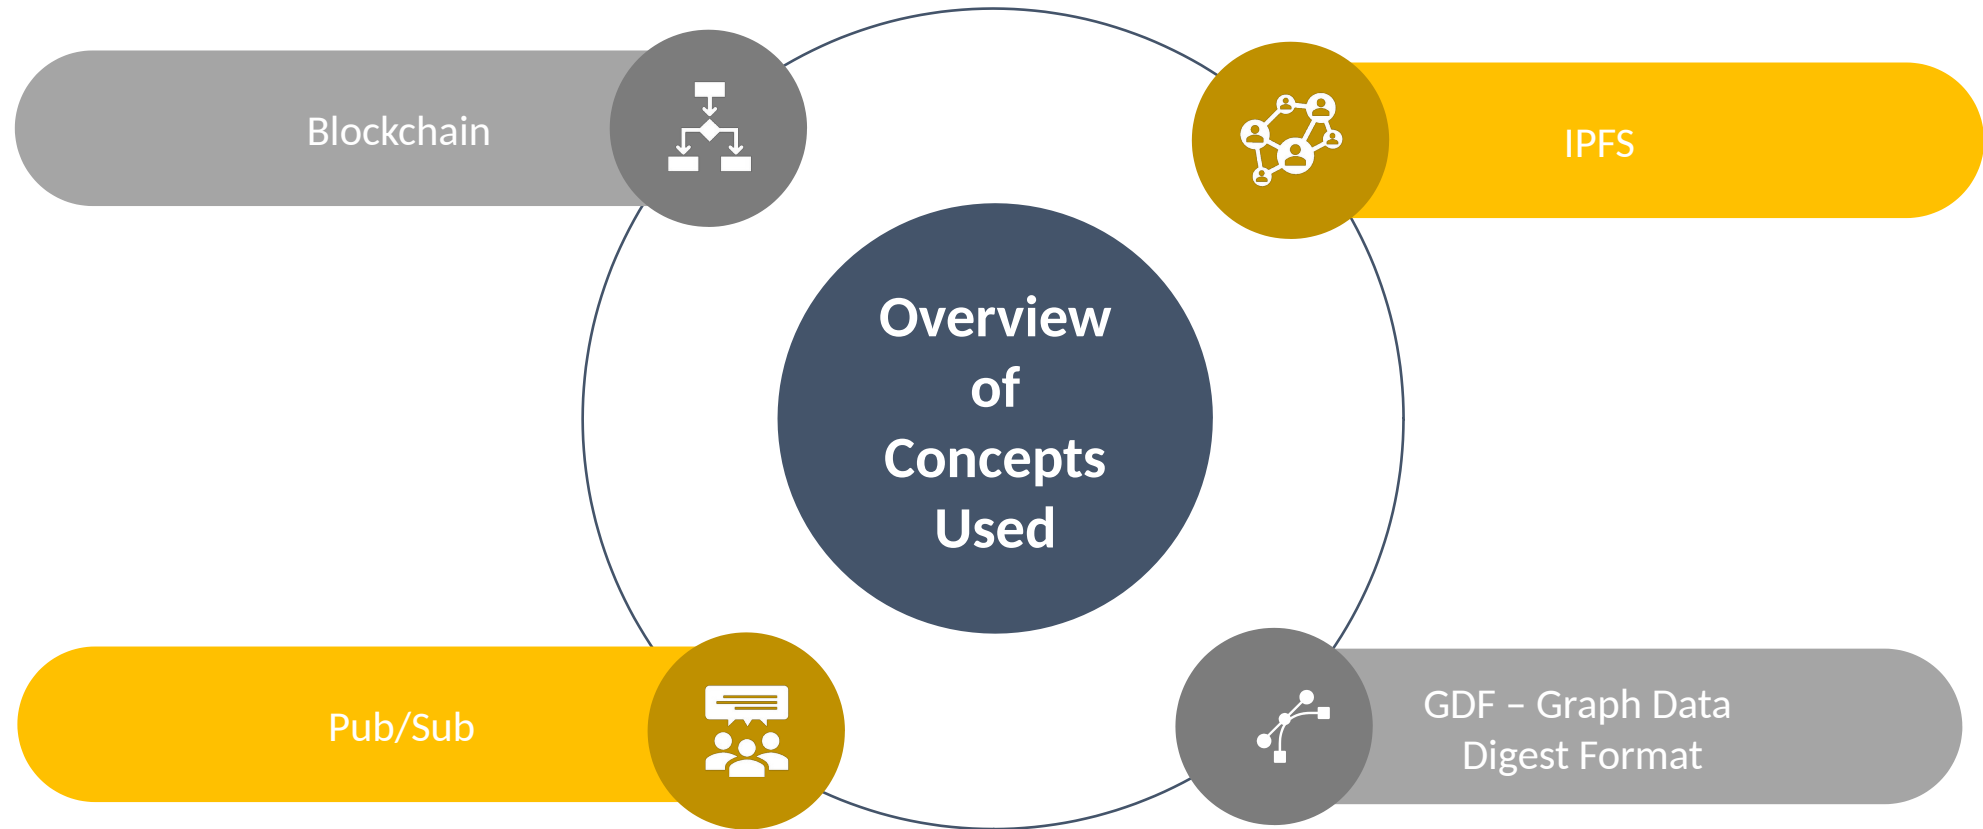 Blockchain
IPFS
Overview
of
Concepts
Used
Pub/Sub
GDF – Graph Data
Digest Format